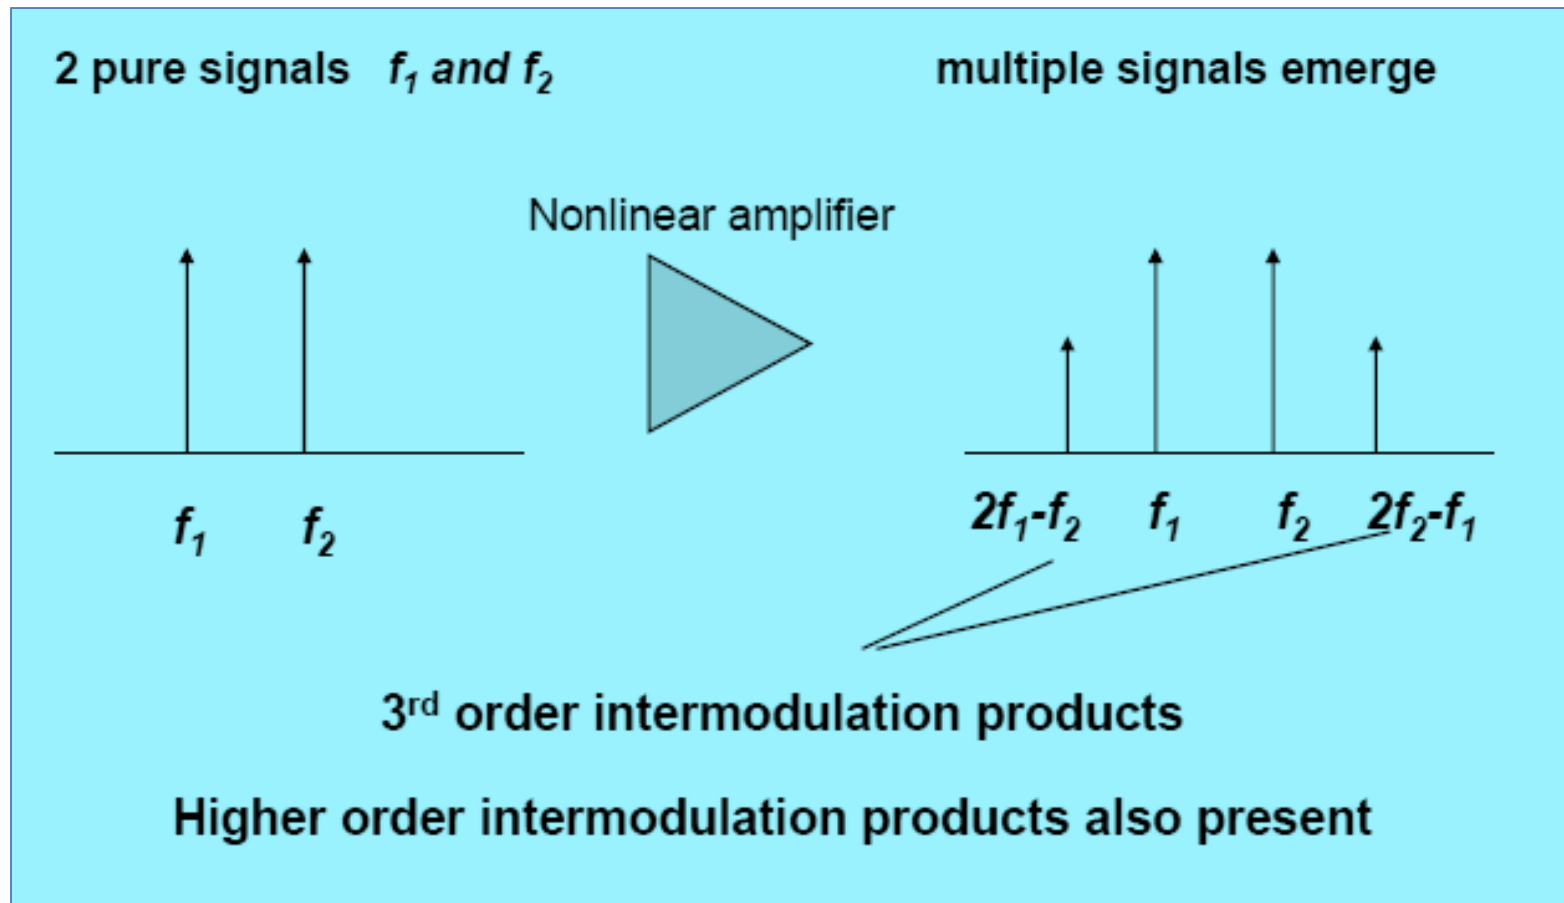 2 pure signals f₁ and f₂
multiple signals emerge
Nonlinear amplifier
f₁ f₂
2f₁-f₂ f₁ f₂ 2f₂-f₁
3ʳᵈ order intermodulation products
Higher order intermodulation products also present